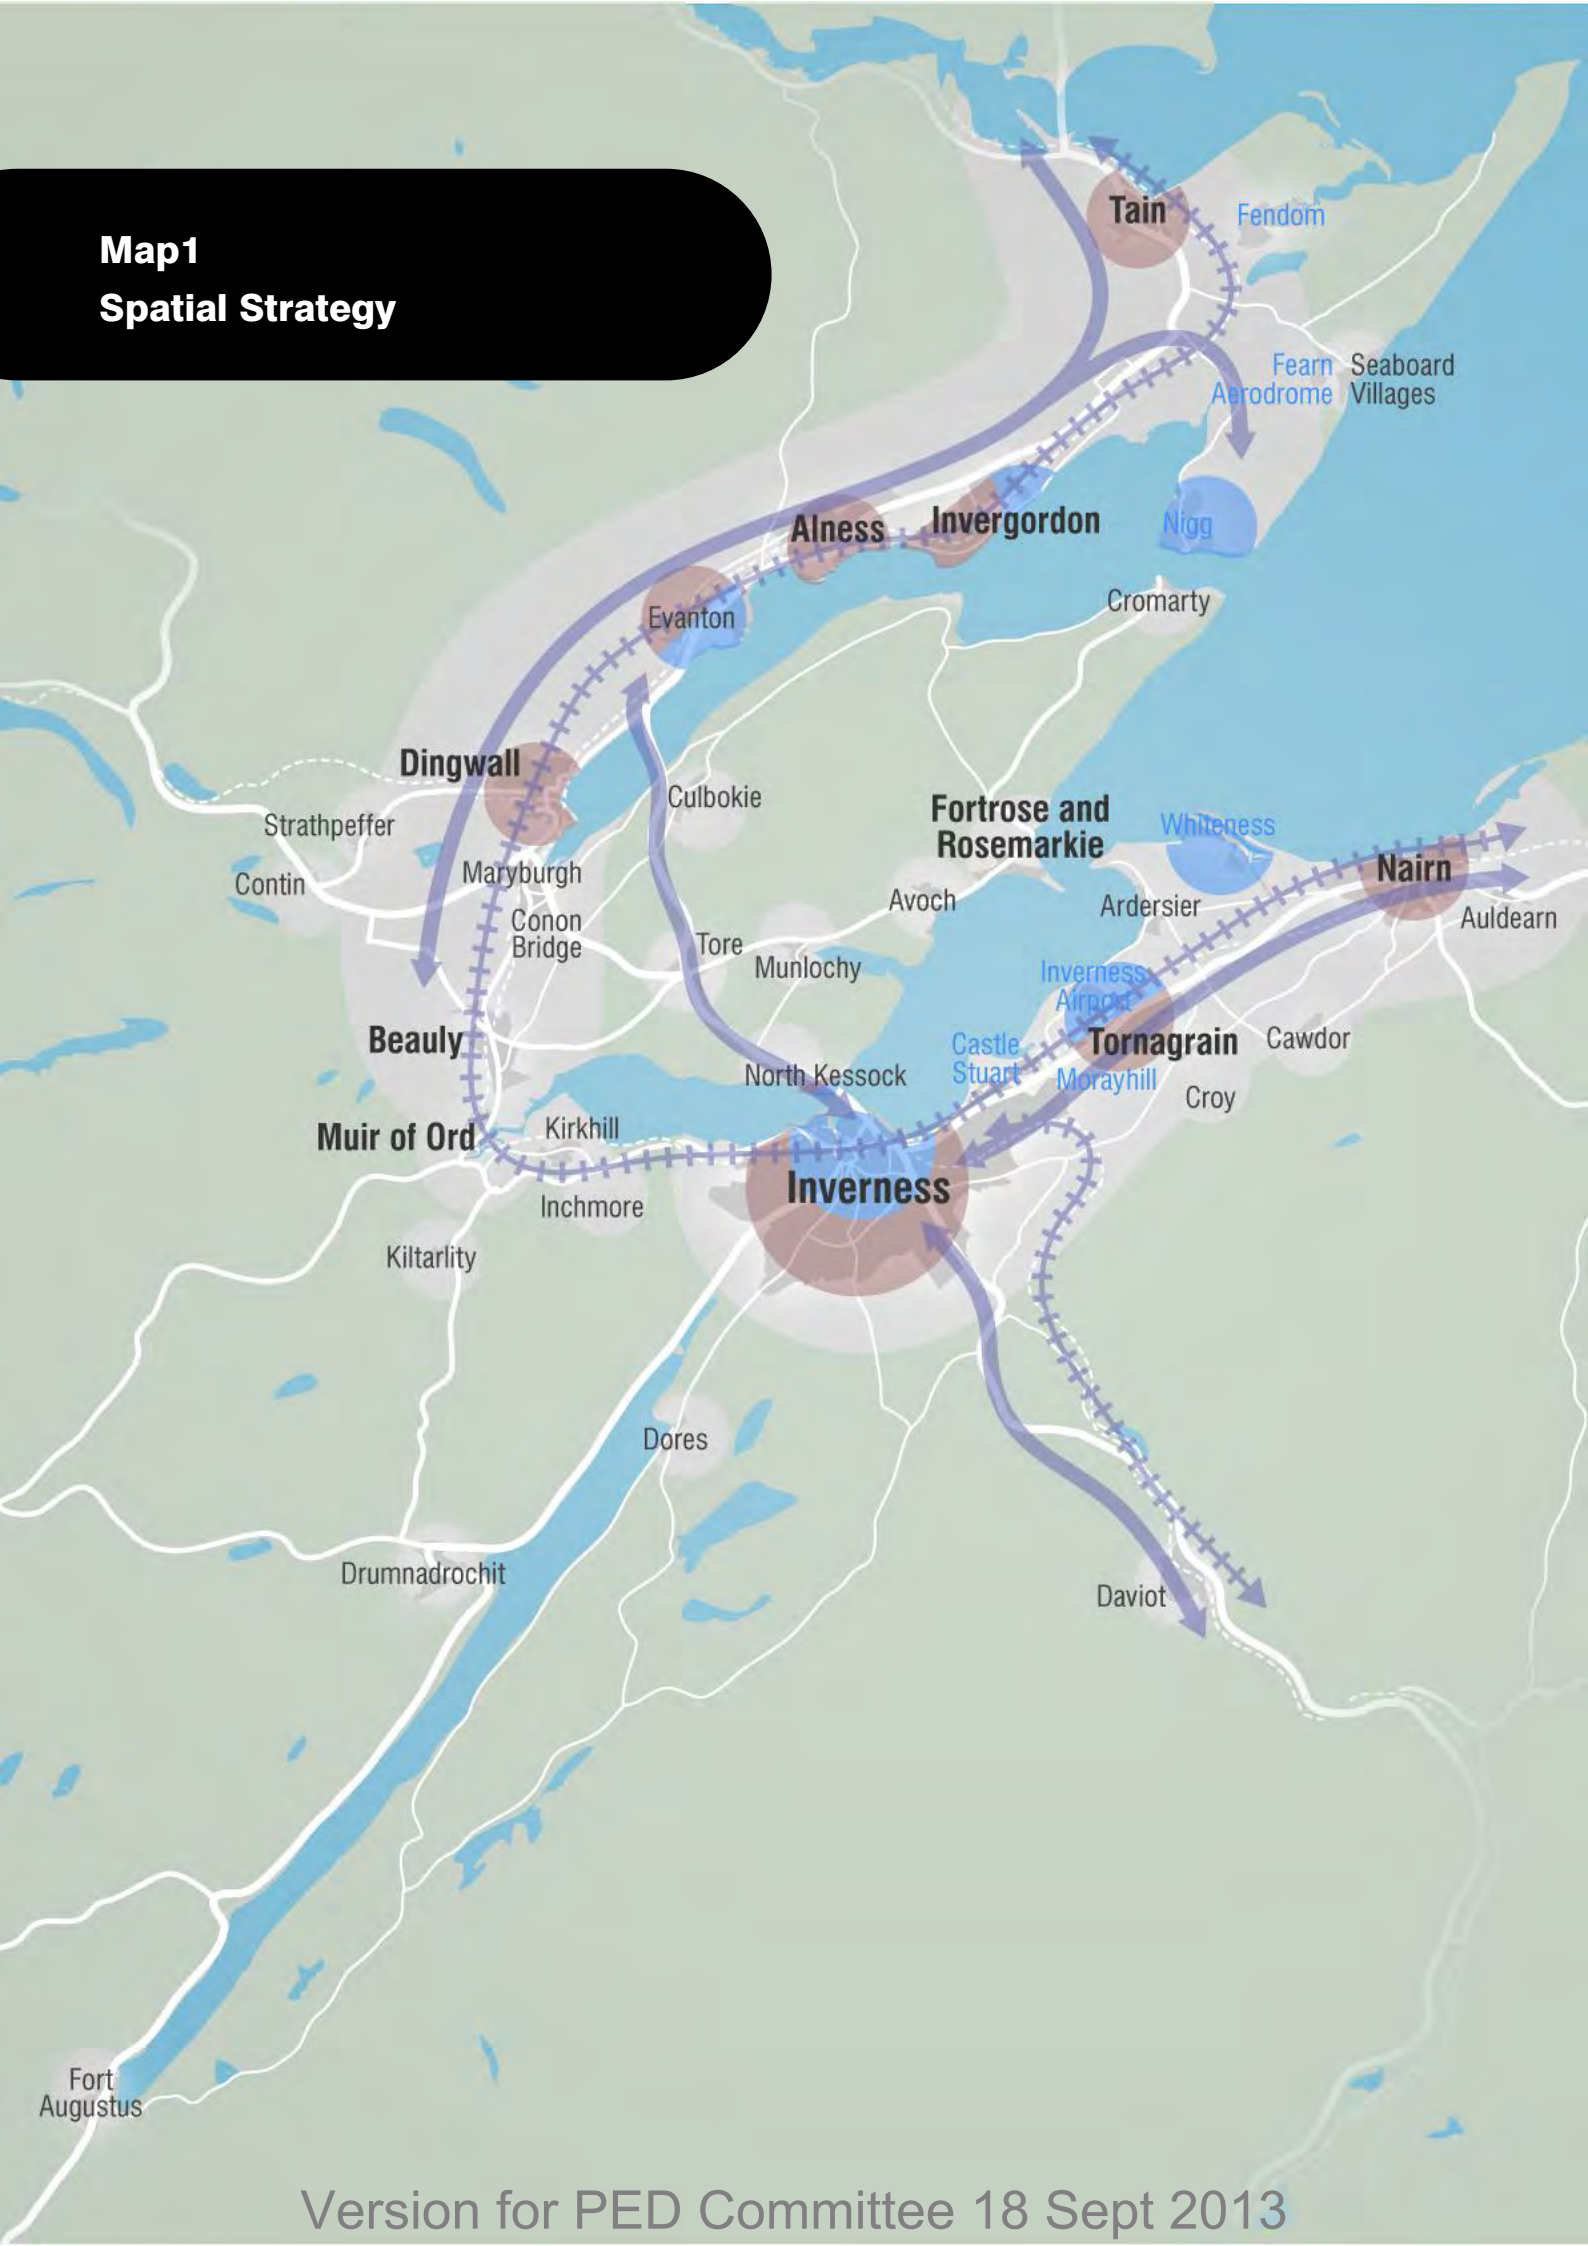 Map1
Spatial Strategy
Tain
Fendom
Fearn
Aerodrome
Seaboard
Villages
Alness
Invergordon
Nigg
Evanton
Cromarty
Dingwall
Culbokie
Strathpeffer
Fortrose and
Rosemarkie
Whiteness
Contin
Maryburgh
Nairn
Avoch
Ardersier
Conon
Bridge
Auldearn
Tore
Munlochy
Inverness
Airport
Beauly
Castle
Stuart
Tornagrain
Cawdor
North Kessock
Morayhill
Croy
Muir of Ord
Kirkhill
Inverness
Inchmore
Kiltarlity
Dores
Drumnadrochit
Daviot
Fort
Augustus
Version for PED Committee 18 Sept 2013